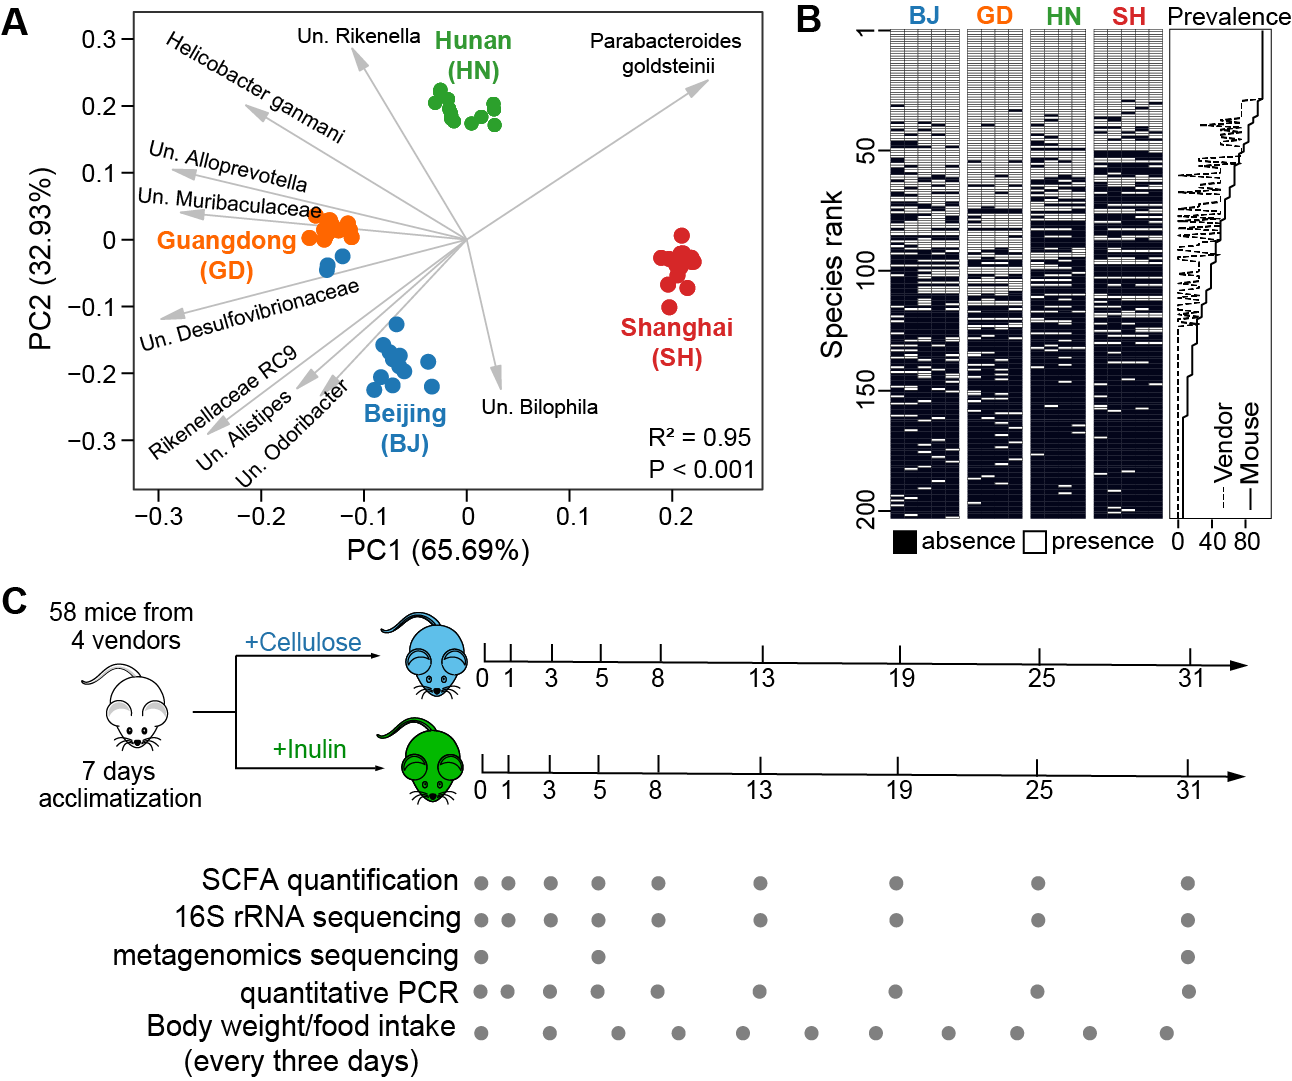 A
0.3
0.2
0.1
0
−0.1
−0.2
−0.3
PC2 (32.93%)
−0.3
−0.2
−0.1
0
0.1
0.2
PC1 (65.69%)
Helicobacter ganmani
Un. Rikenella
Hunan
(HN)
Parabacteroides
goldsteinii
Un. Alloprevotella
Un. Muribaculaceae
Guangdong
(GD)
Un. Desulfovibrionaceae
Rikenellaceae RC9
Un. Alistipes
Un. Odoribacter
Beijing
(BJ)
Un. Bilophila
Shanghai
(SH)
R² = 0.95
P < 0.001
B
BJ GD HN SH Prevalence
1
50
100
150
200
Species rank
Vendor
Mouse
0 40 80
absence presence
C
58 mice from
4 vendors
7 days
acclimatization
+Cellulose
0 1 3 5 8 13 19 25 31
+Inulin
0 1 3 5 8 13 19 25 31
SCFA quantification
16S rRNA sequencing
metagenomics sequencing
quantitative PCR
Body weight/food intake
(every three days)